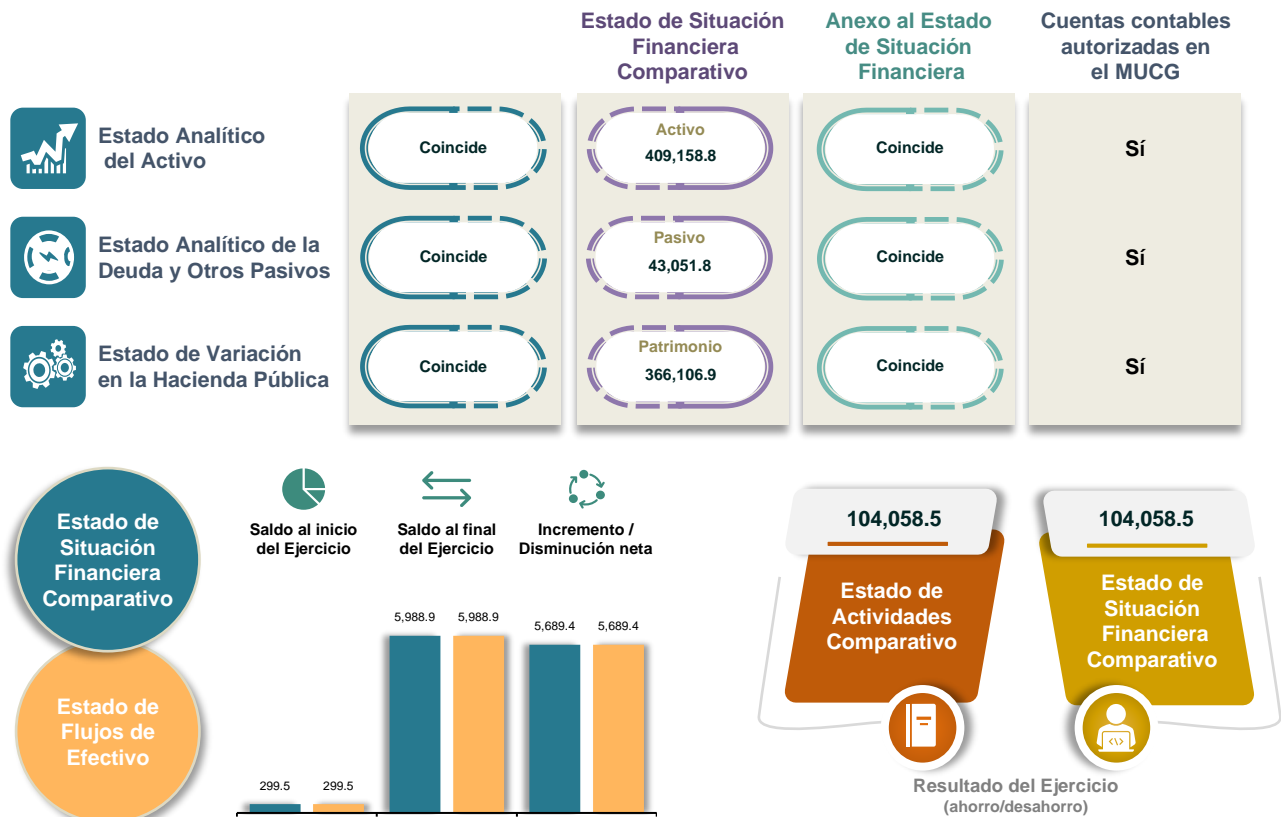 Estado de Situación
Financiera
Comparativo
Anexo al Estado
de Situación
Financiera
Cuentas contables
autorizadas en
el MUCG
Estado Analítico
del Activo
Coincide
Activo
409,158.8
Coincide
Sí
Estado Analítico de la
Deuda y Otros Pasivos
Coincide
Pasivo
43,051.8
Coincide
Sí
Estado de Variación
en la Hacienda Pública
Coincide
Patrimonio
366,106.9
Coincide
Sí
Estado de
Situación
Financiera
Comparativo
Estado de
Flujos de
Efectivo
Saldo al inicio
del Ejercicio
Saldo al final
del Ejercicio
Incremento /
Disminución neta
299.5
299.5
5,988.9
5,988.9
5,689.4
5,689.4
104,058.5
Estado de
Actividades
Comparativo
104,058.5
Estado de
Situación
Financiera
Comparativo
Resultado del Ejercicio
(ahorro/desahorro)